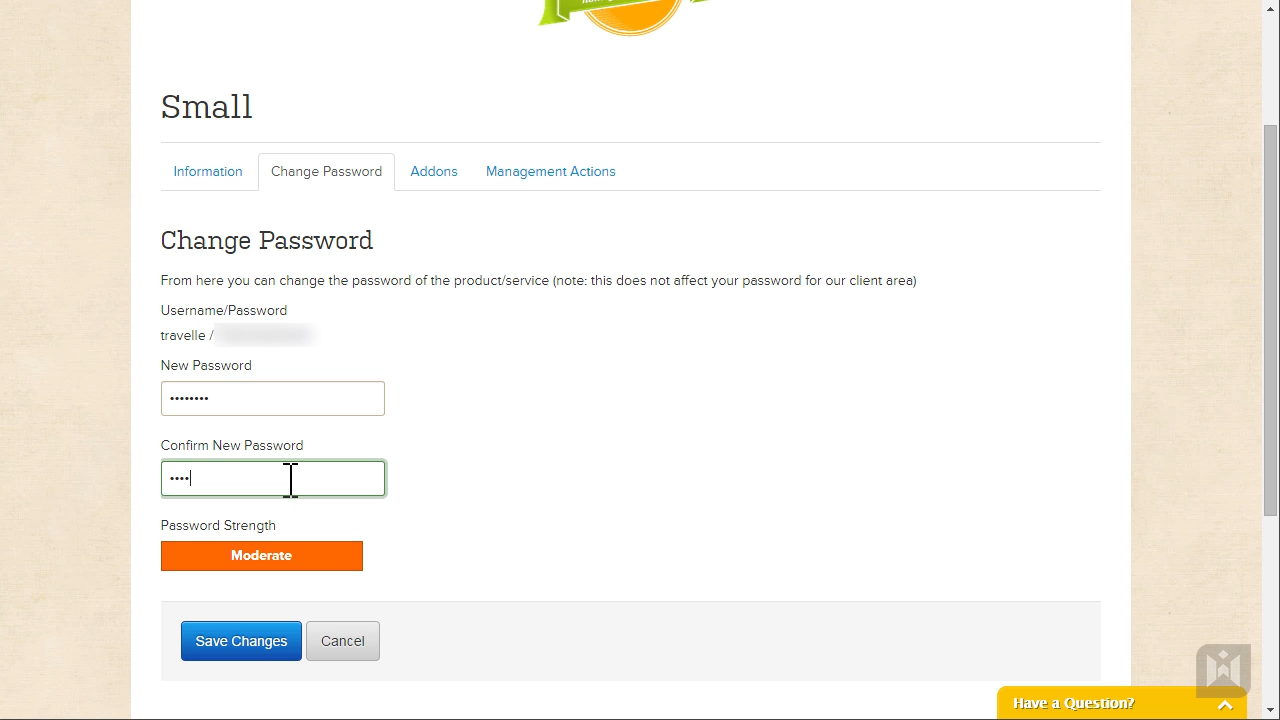 Small
Information Change Password Addons Management Actions
Change Password
From here you can change the password of the product/service (note: this does not affect your password for our client area)
Username/Password
travelle /
New Password
••••••••
Confirm New Password
••••
Password Strength
Moderate
Save Changes Cancel
Have a Question?